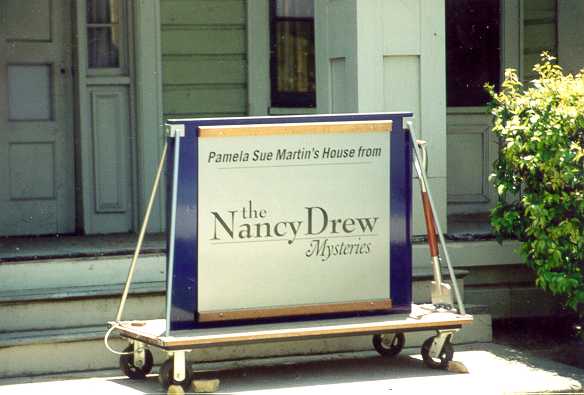 Pamela Sue Martin's House from
the
Nancy Drew
Mysteries